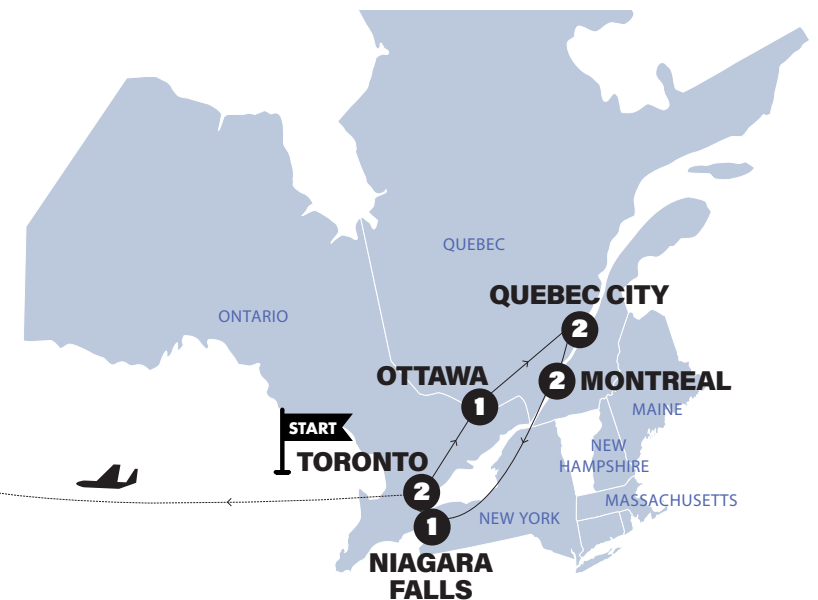 QUEBEC
QUEBEC CITY
2
ONTARIO
OTTAWA
1
2
MONTREAL
MAINE
START
NEW
HAMPSHIRE
TORONTO
2
MASSACHUSETTS
1
NEW YORK
NIAGARA
FALLS